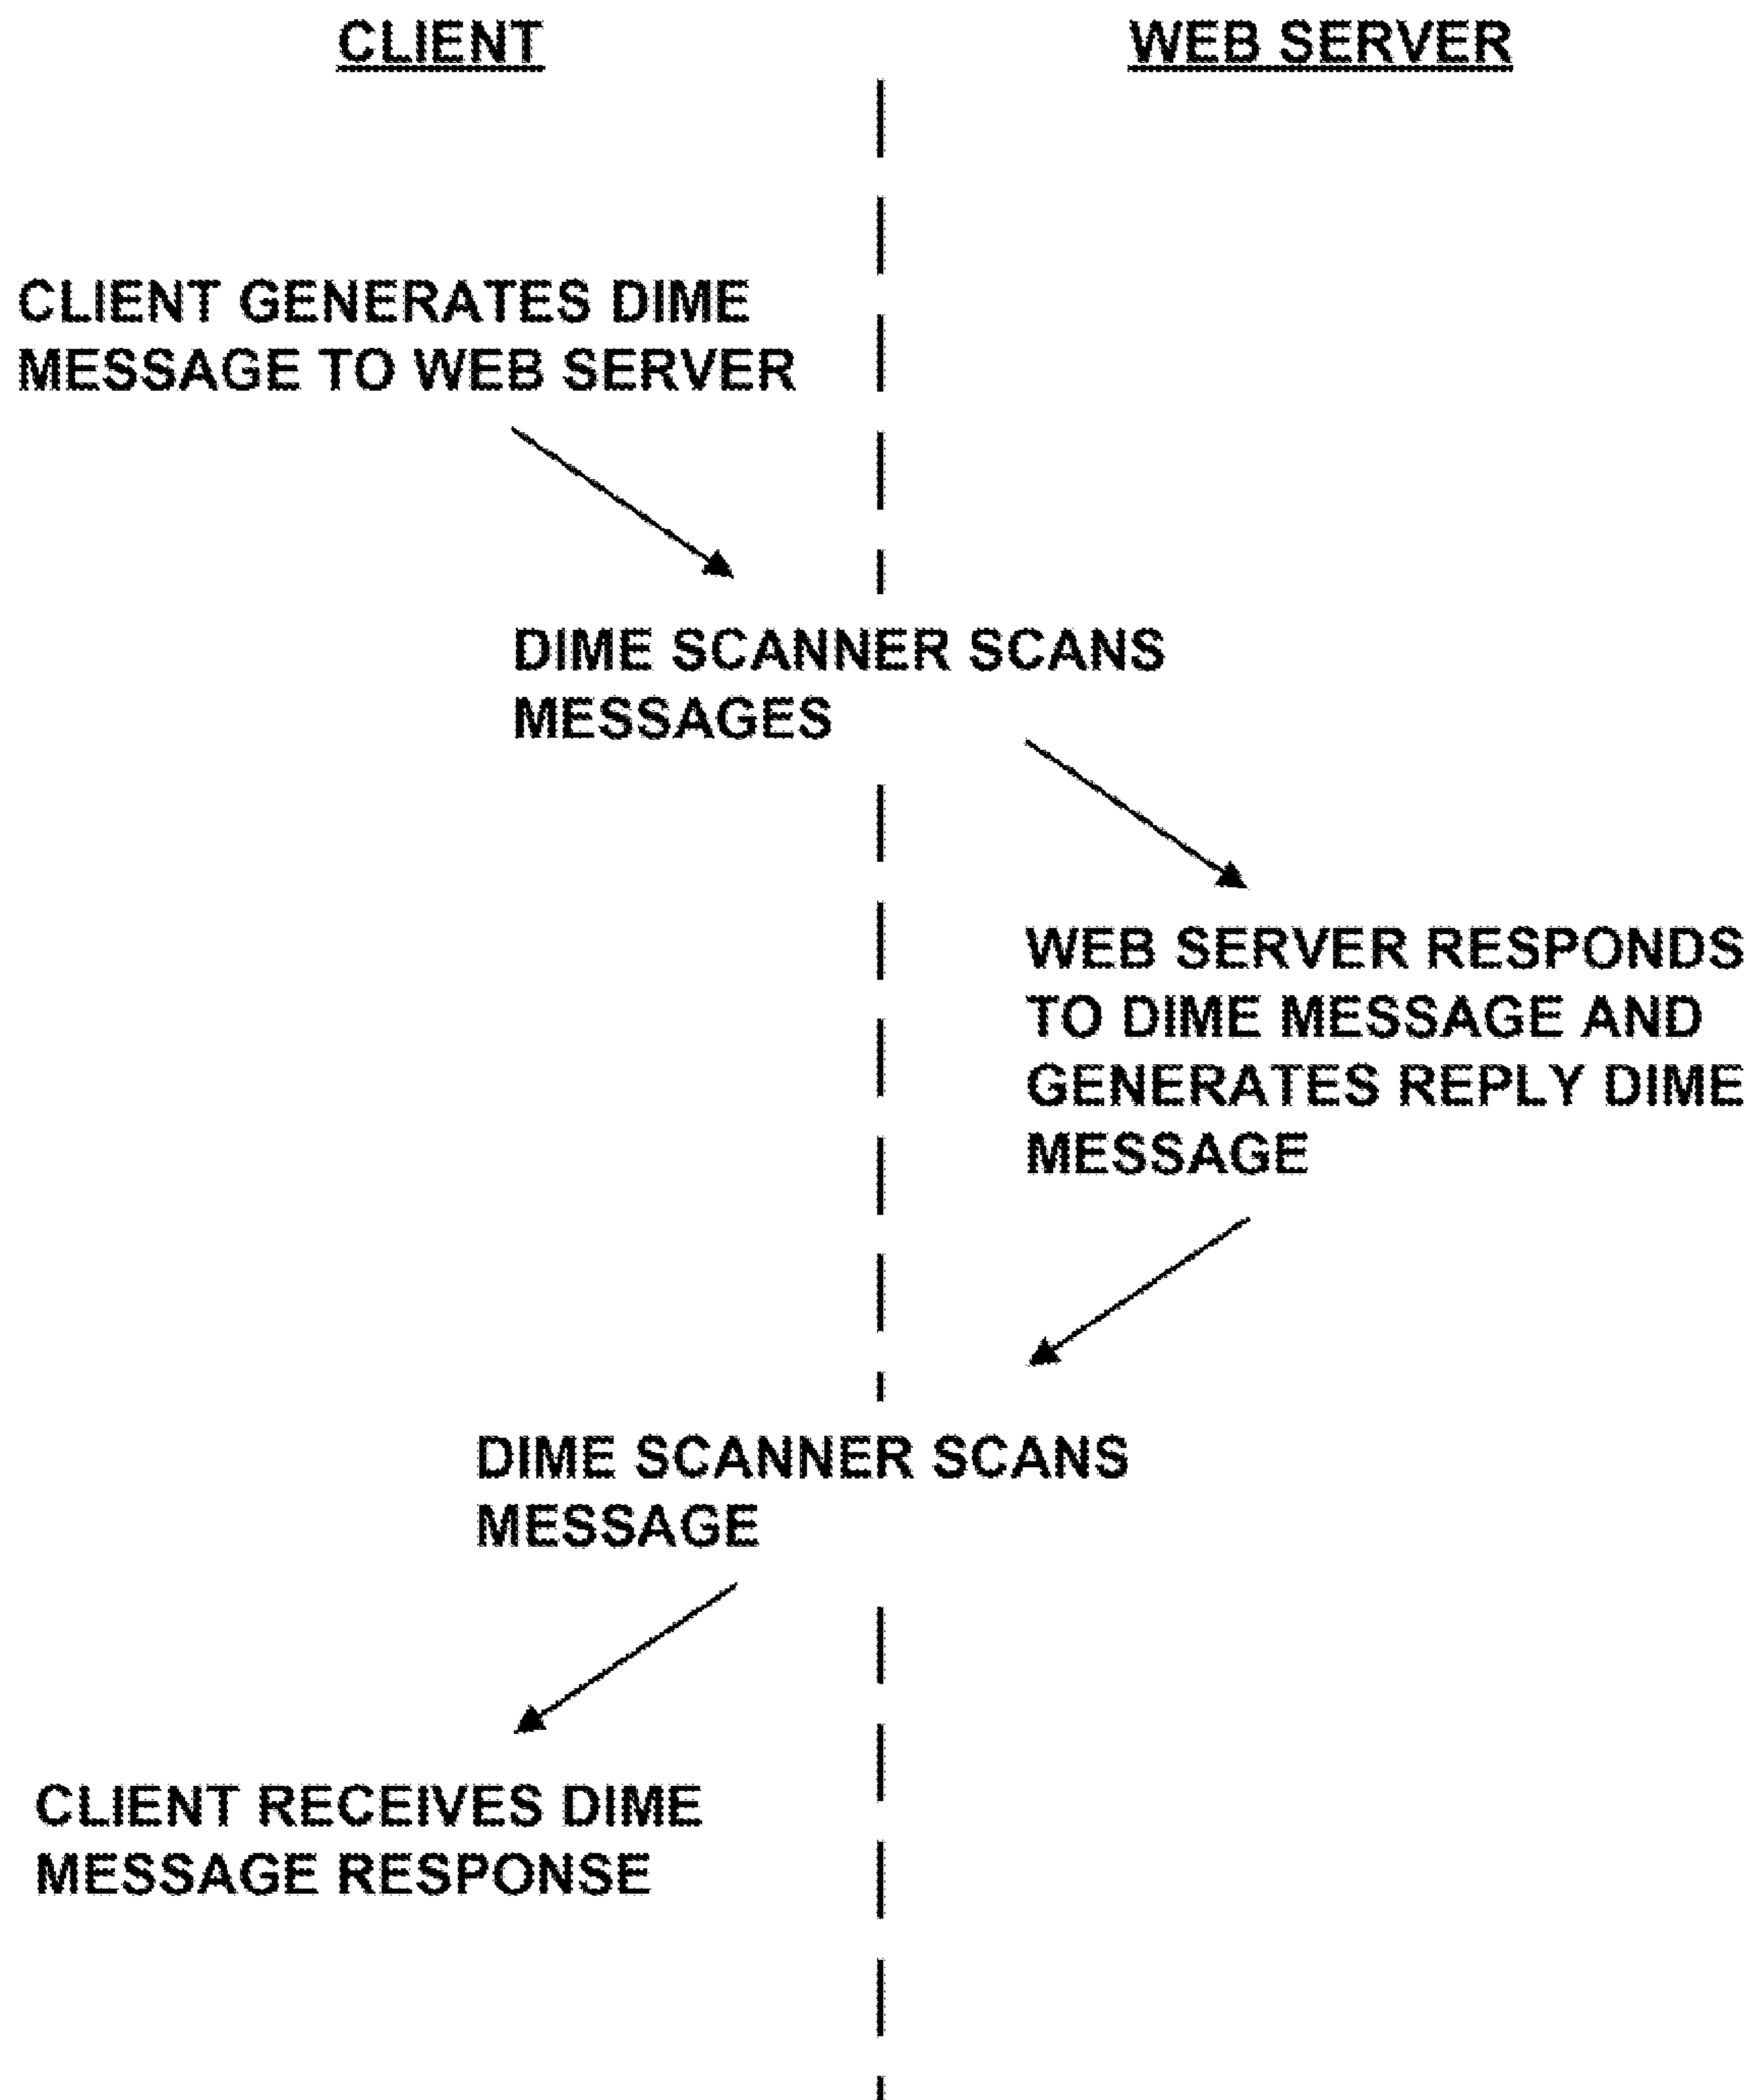 CLIENT
WEB SERVER
CLIENT GENERATES DIME
MESSAGE TO WEB SERVER
DIME SCANNER SCANS
MESSAGES
WEB SERVER RESPONDS
TO DIME MESSAGE AND
GENERATES REPLY DIME
MESSAGE
DIME SCANNER SCANS
MESSAGE
CLIENT RECEIVES DIME
MESSAGE RESPONSE